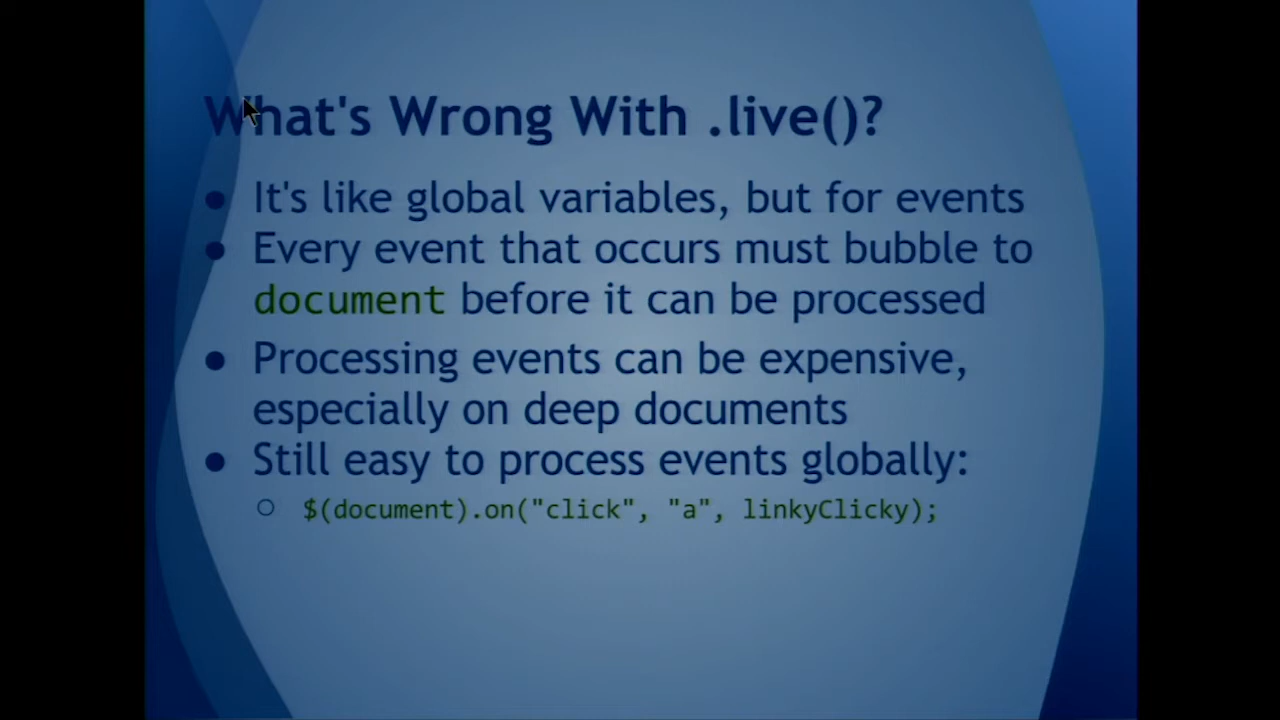 What's Wrong With .live()?
● It's like global variables, but for events
● Every event that occurs must bubble to
document before it can be processed
● Processing events can be expensive,
especially on deep documents
● Still easy to process events globally:
○ $(document).on("click", "a", linkyClicky);